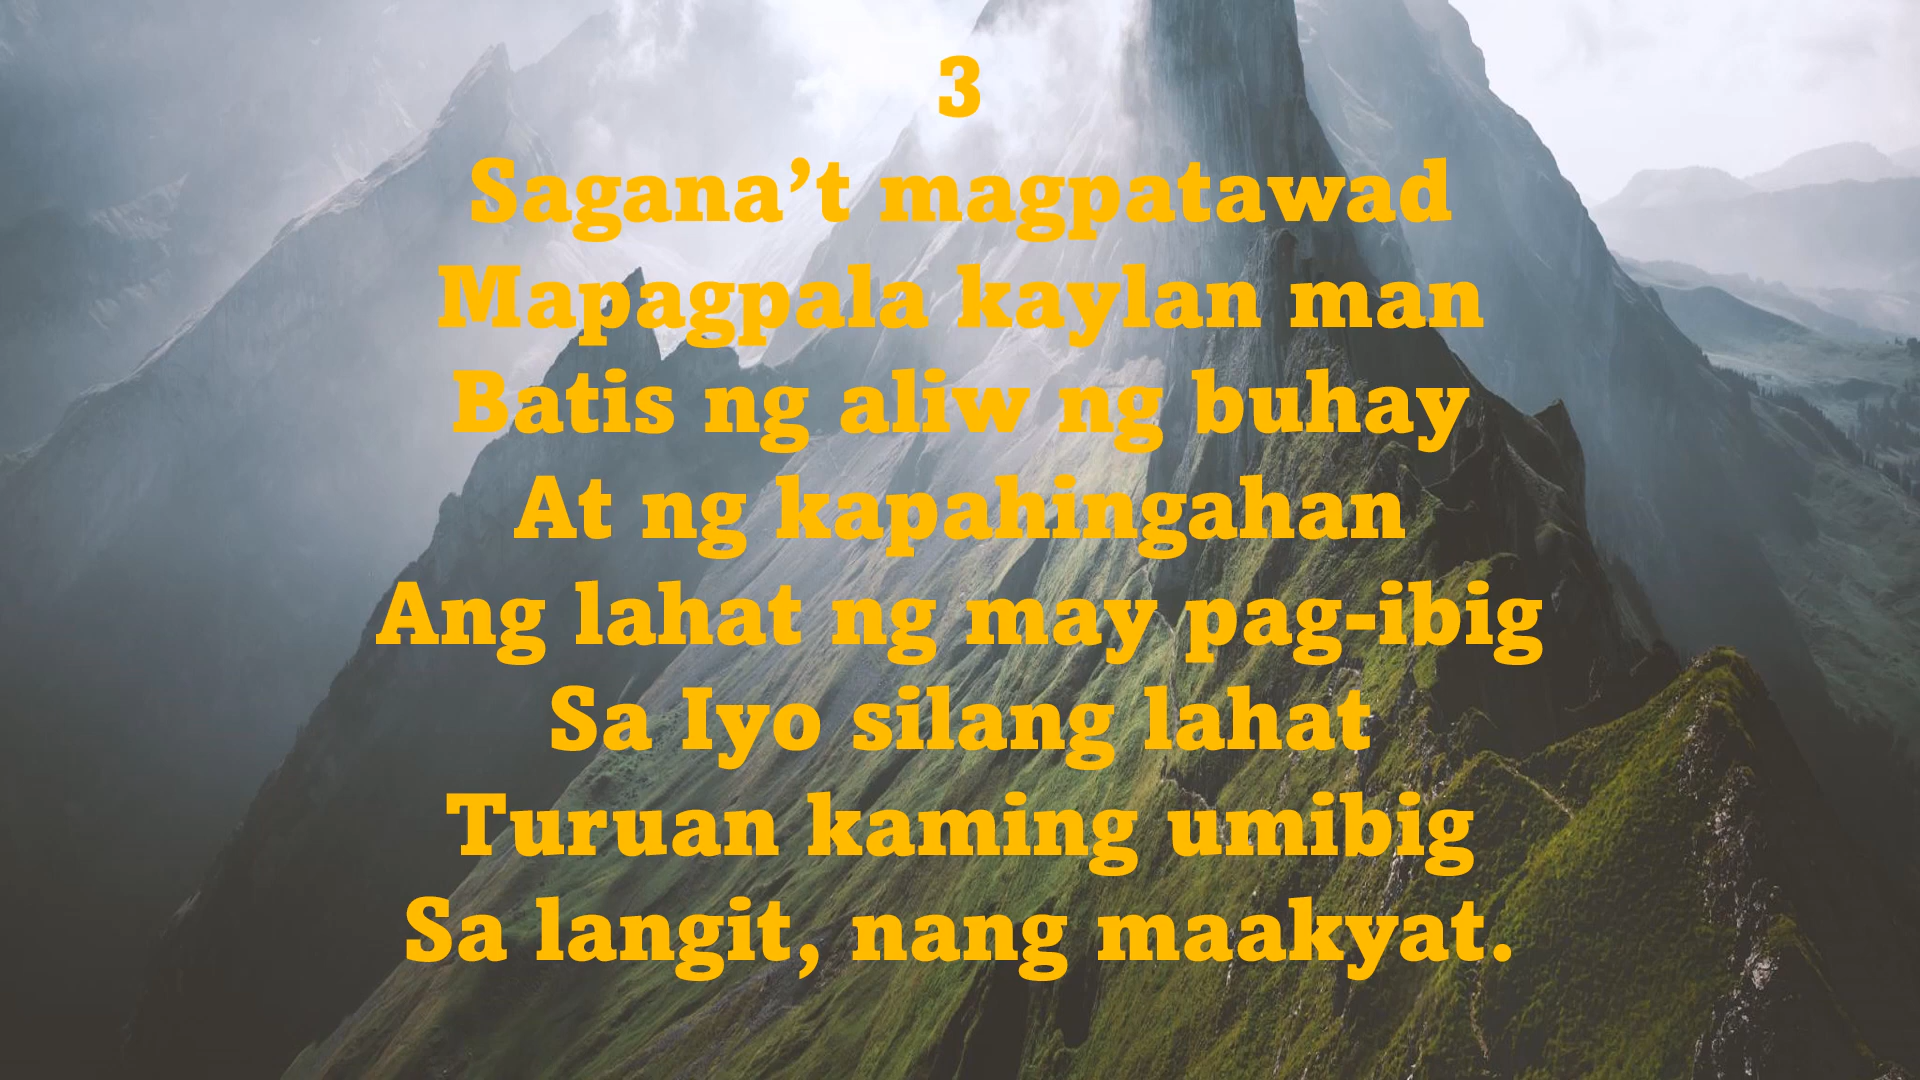 3
Sagana’t magpatawad
Mapagpala kaylan man
Batis ng aliw ng buhay
At ng kapahingahan
Ang lahat ng may pag-ibig
Sa Iyo silang lahat
Turuan kaming umibig
Sa langit, nang maakyat.